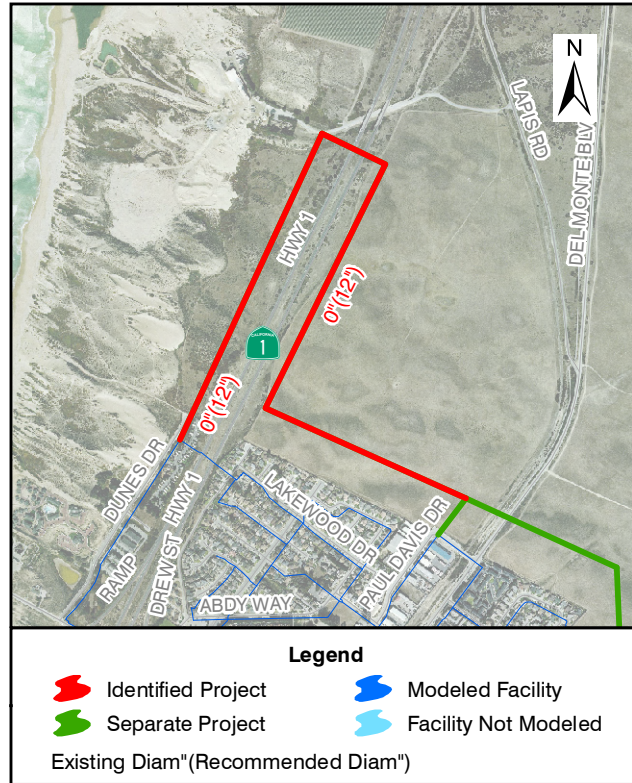 N
LAPIS RD
DEL MONTE BLV
HWY 1
0"(12")
CALIFORNIA
1
0"(12")
DUNES DR
HWY 1
LAKEWOOD DR
PAUL DAVIS DR
RAMP
DREW ST
ABDY WAY
Legend
Identified Project
Modeled Facility
Separate Project
Facility Not Modeled
Existing Diam"(Recommended Diam")